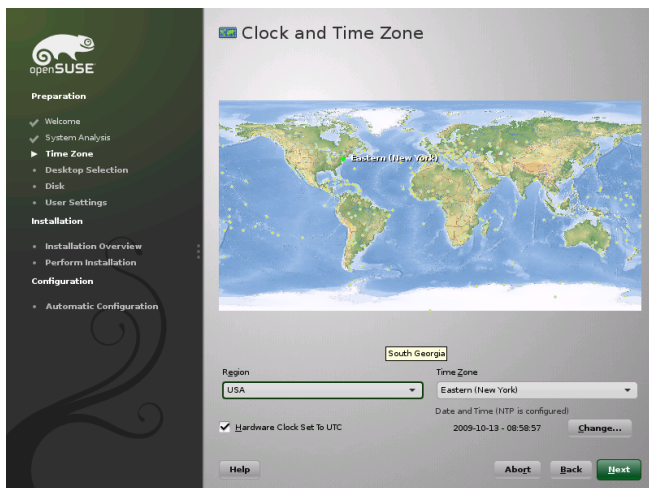 openSUSE
Preparation
Welcome
System Analysis
Time Zone
Desktop Selection
Disk
User Settings
Installation
Installation Overview
Perform Installation
Configuration
Automatic Configuration
Clock and Time Zone
Eastern (New York)
South Georgia
Region
USA
Time Zone
Eastern (New York)
Hardware Clock Set To UTC
Date and Time (NTP is configured)
2009-10-13 - 08:58:57
Change...
Help
Abort
Back
Next